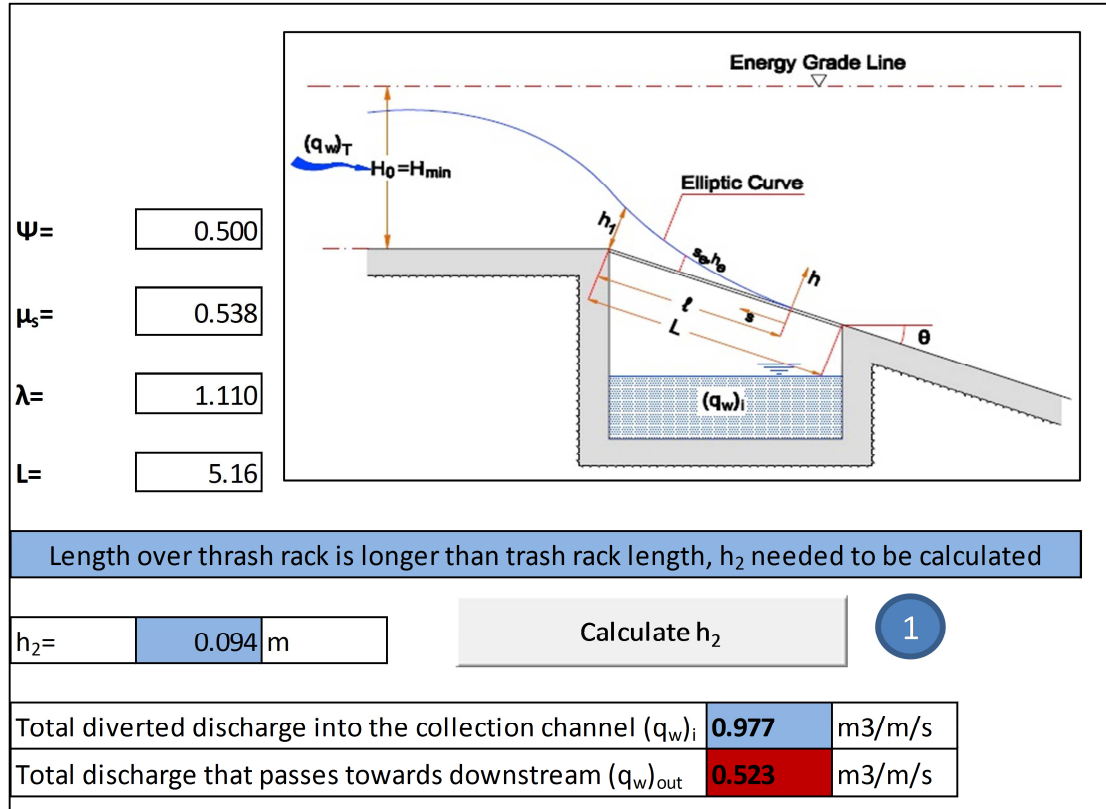 Energy Grade Line
(qw)T
H0=Hmin
Elliptic Curve
h1
se,he
h
ℓ
s
L
θ
(qw)i
Ψ= 0.500
μs= 0.538
λ= 1.110
L= 5.16
Length over thrash rack is longer than trash rack length, h2 needed to be calculated
h2= 0.094 m
Calculate h2
1
Total diverted discharge into the collection channel (qw)i 0.977 m3/m/s
Total discharge that passes towards downstream (qw)out 0.523 m3/m/s